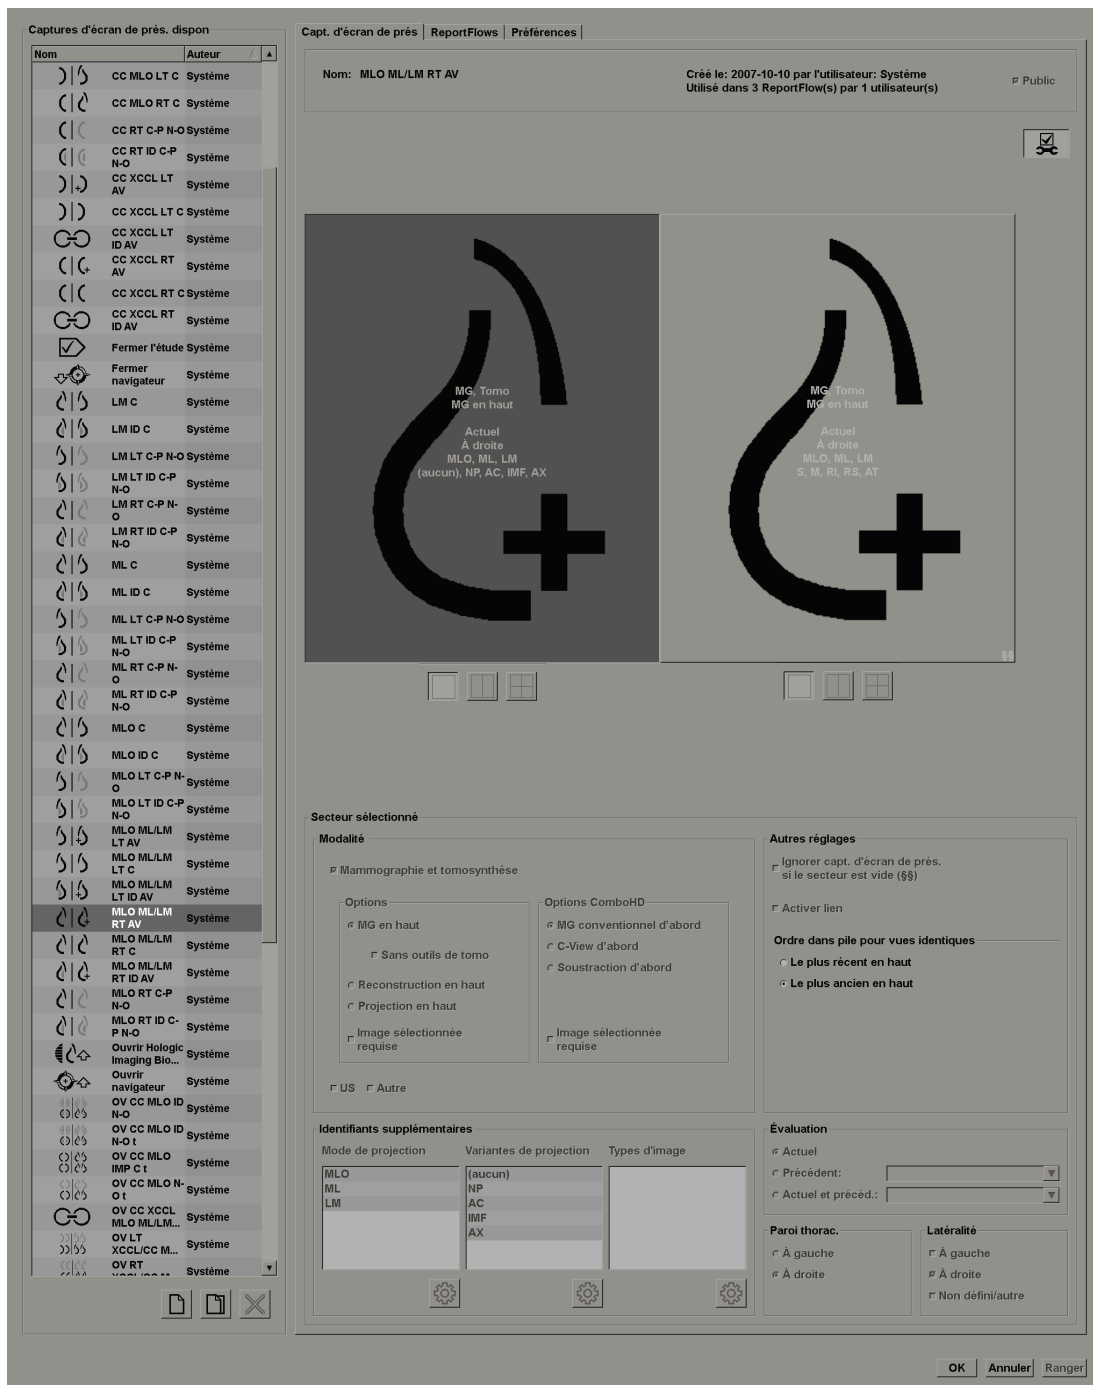 Captures d'écran de prés. dispon
Nom Auteur
CC MLO LT C Système
CC MLO RT C Système
CC RT C-P N-O Système
CC RT ID C-P
N-O Système
CC XCCL LT
AV Système
CC XCCL LT C Système
CC XCCL LT
ID AV Système
CC XCCL RT
AV Système
CC XCCL RT C Système
CC XCCL RT
ID AV Système
Fermer l'étude Système
Fermer
navigateur Système
LM C Système
LM ID C Système
LM LT C-P N-O Système
LM LT ID C-P
N-O Système
LM RT C-P N-
O Système
LM RT ID C-P
N-O Système
ML C Système
ML ID C Système
ML LT C-P N-O Système
ML LT ID C-P
N-O Système
ML RT C-P N-
O Système
ML RT ID C-P
N-O Système
MLO C Système
MLO ID C Système
MLO LT C-P N-
O Système
MLO LT ID C-P
N-O Système
MLO ML/LM
LT AV Système
MLO ML/LM
LT C Système
MLO ML/LM
LT ID AV Système
MLO ML/LM
RT AV Système
MLO ML/LM
RT C Système
MLO ML/LM
RT ID AV Système
MLO RT C-P
N-O Système
MLO RT ID C-
P N-O Système
Ouvrir Hologic
Imaging Bio... Système
Ouvrir
navigateur Système
OV CC MLO ID
N-O Système
OV CC MLO ID
N-O t Système
OV CC MLO
IMP C t Système
OV CC MLO N-
O t Système
OV CC XCCL
MLO ML/LM... Système
OV LT
XCCL/CC M... Système
OV RT
Système
Capt. d'écran de prés ReportFlows Préférences
Nom: MLO ML/LM RT AV
Créé le: 2007-10-10 par l'utilisateur: Système
Utilisé dans 3 ReportFlow(s) par 1 utilisateur(s)
Public
MG, Tomo
MG en haut
Actuel
À droite
MLO, ML, LM
(aucun), NP, AC, IMF, AX
MG, Tomo
MG en haut
Actuel
À droite
MLO, ML, LM
S, M, RI, RS, AT
§§
Secteur sélectionné
Modalité
Mammographie et tomosynthèse
Options
MG en haut
Sans outils de tomo
Reconstruction en haut
Projection en haut
Image sélectionnée
requise
Options ComboHD
MG conventionnel d'abord
C-View d'abord
Soustraction d'abord
Image sélectionnée
requise
US Autre
Autres réglages
Ignorer capt. d'écran de prés.
si le secteur est vide (§§)
Activer lien
Ordre dans pile pour vues identiques
Le plus récent en haut
Le plus ancien en haut
Identifiants supplémentaires
Mode de projection
MLO
ML
LM
Variantes de projection
(aucun)
NP
AC
IMF
AX
Types d'image
Évaluation
Actuel
Précédent:
Actuel et précéd.:
Paroi thorac.
À gauche
À droite
Latéralité
À gauche
À droite
Non défini/autre
OK Annuler Ranger